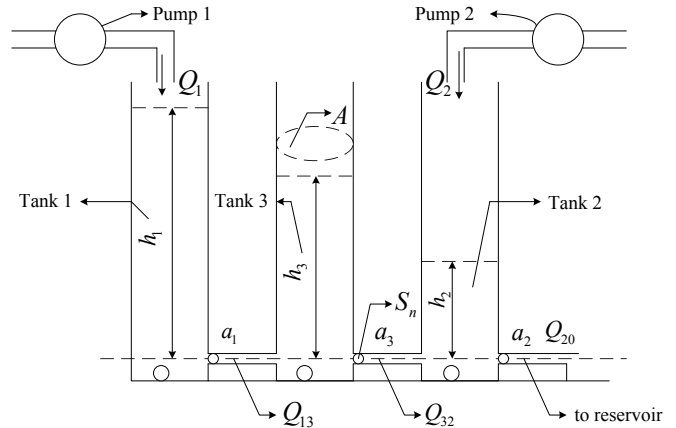 Pump 1
Pump 2
Q₁
Q₂
A
Tank 1
Tank 3
Tank 2
h₁
h₃
h₂
Sₙ
a₁
a₃
a₂
Q₂₀
Q₁₃
Q₃₂
to reservoir